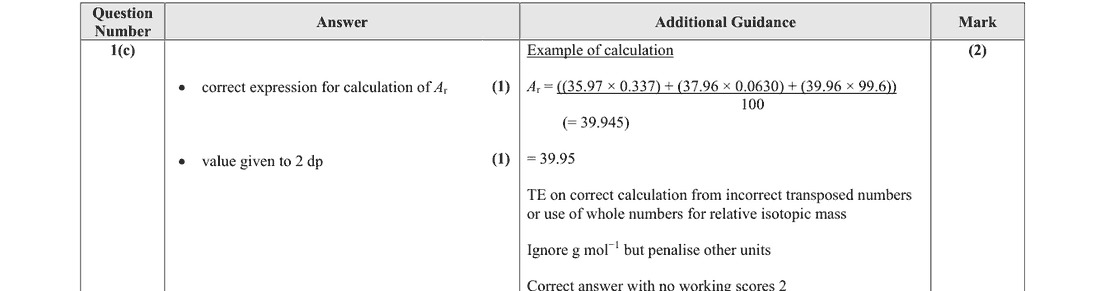 Question Number Answer Additional Guidance Mark
1(c) Example of calculation (2)
• correct expression for calculation of Aᵣ (1) Aᵣ = ((35.97 × 0.337) + (37.96 × 0.0630) + (39.96 × 99.6))
100
(= 39.945)
• value given to 2 dp (1) = 39.95
TE on correct calculation from incorrect transposed numbers
or use of whole numbers for relative isotopic mass
Ignore g mol⁻¹ but penalise other units
Correct answer with no working scores 2